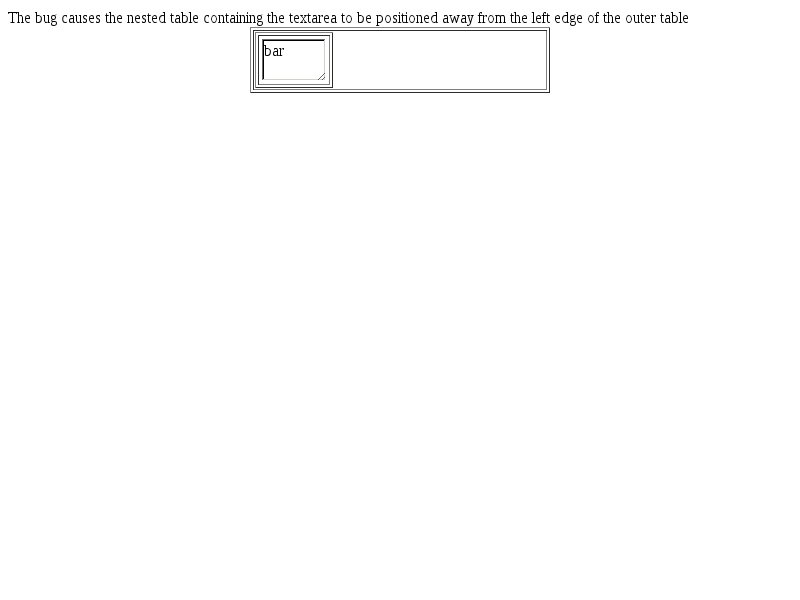 The bug causes the nested table containing the textarea to be positioned away from the left edge of the outer table
bar